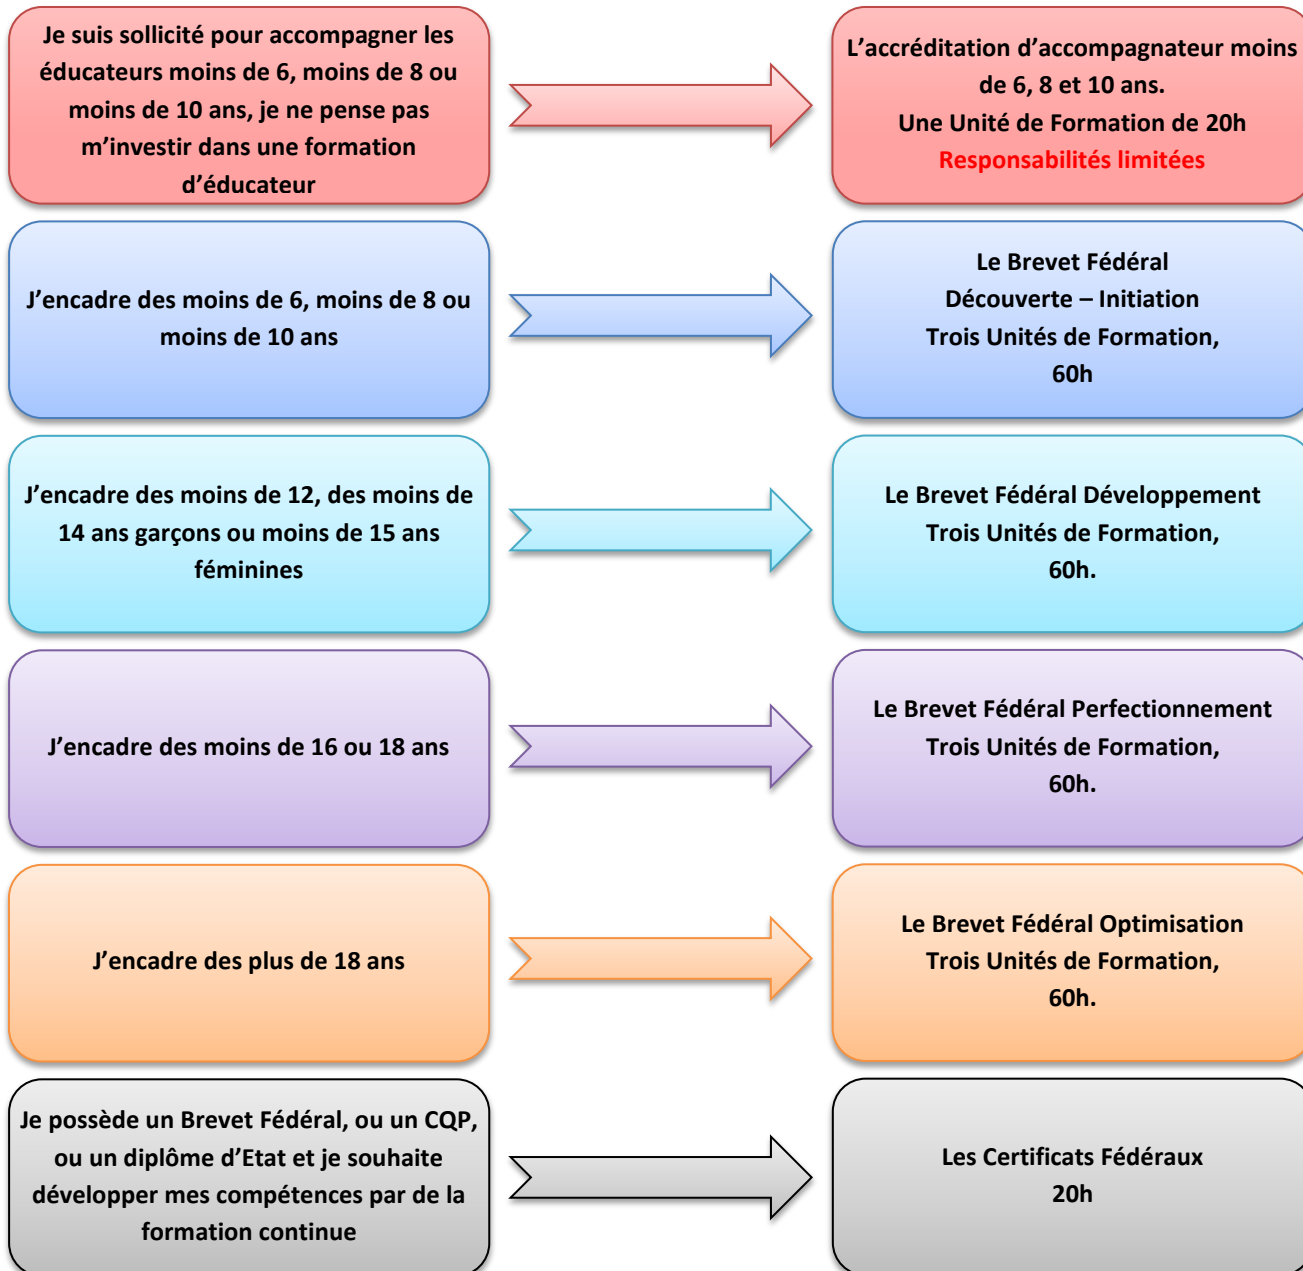 Je suis sollicité pour accompagner les
éducateurs moins de 6, moins de 8 ou
moins de 10 ans, je ne pense pas
m’investir dans une formation
d’éducateur
L’accréditation d’accompagnateur moins
de 6, 8 et 10 ans.
Une Unité de Formation de 20h
Responsabilités limitées
J’encadre des moins de 6, moins de 8 ou
moins de 10 ans
Le Brevet Fédéral
Découverte – Initiation
Trois Unités de Formation,
60h
J’encadre des moins de 12, des moins de
14 ans garçons ou moins de 15 ans
féminines
Le Brevet Fédéral Développement
Trois Unités de Formation,
60h.
J’encadre des moins de 16 ou 18 ans
Le Brevet Fédéral Perfectionnement
Trois Unités de Formation,
60h.
J’encadre des plus de 18 ans
Le Brevet Fédéral Optimisation
Trois Unités de Formation,
60h.
Je possède un Brevet Fédéral, ou un CQP,
ou un diplôme d’Etat et je souhaite
développer mes compétences par de la
formation continue
Les Certificats Fédéraux
20h